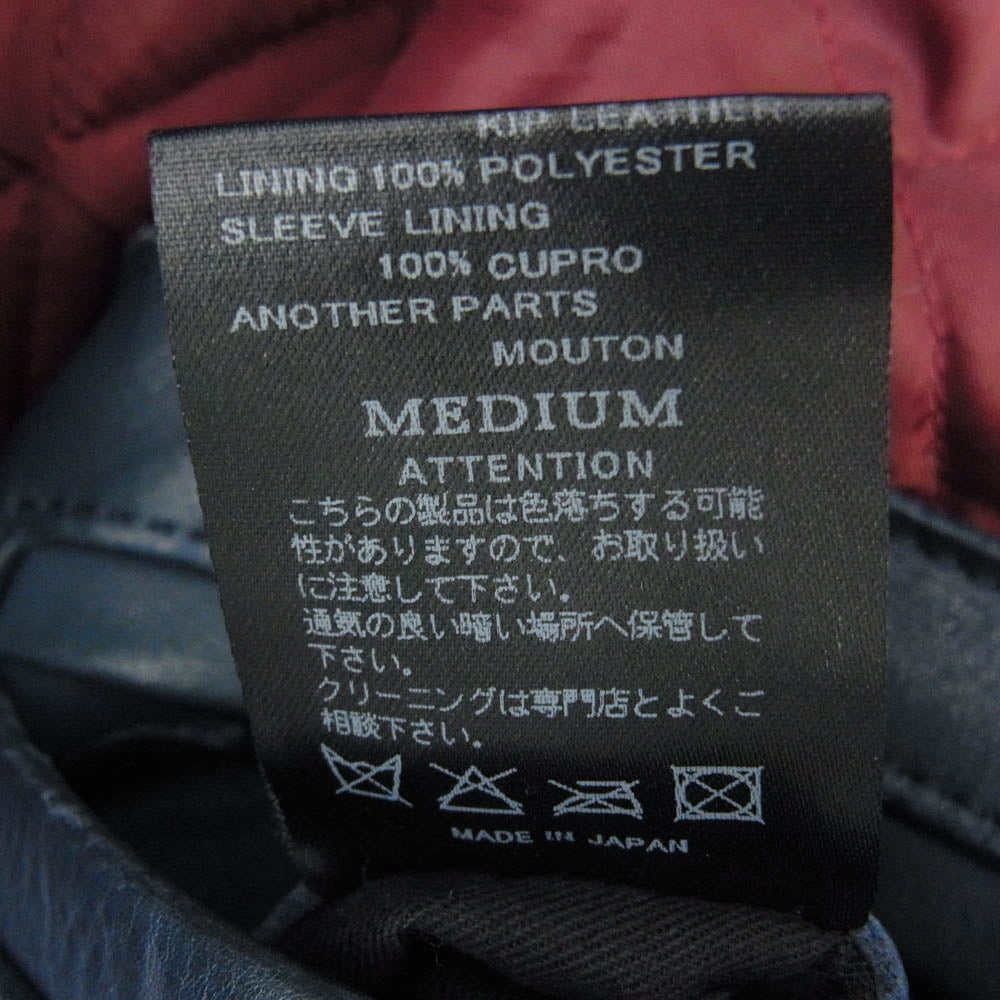 KIP LEATHER
LINING 100% POLYESTER
SLEEVE LINING
100% CUPRO
ANOTHER PARTS
MOUTON
MEDIUM
ATTENTION
こちらの製品は色落ちする可能
性がありますので、お取り扱い
に注意して下さい。
通気の良い暗い場所へ保管して
下さい。
クリーニングは専門店とよくご
相談下さい。
MADE IN JAPAN